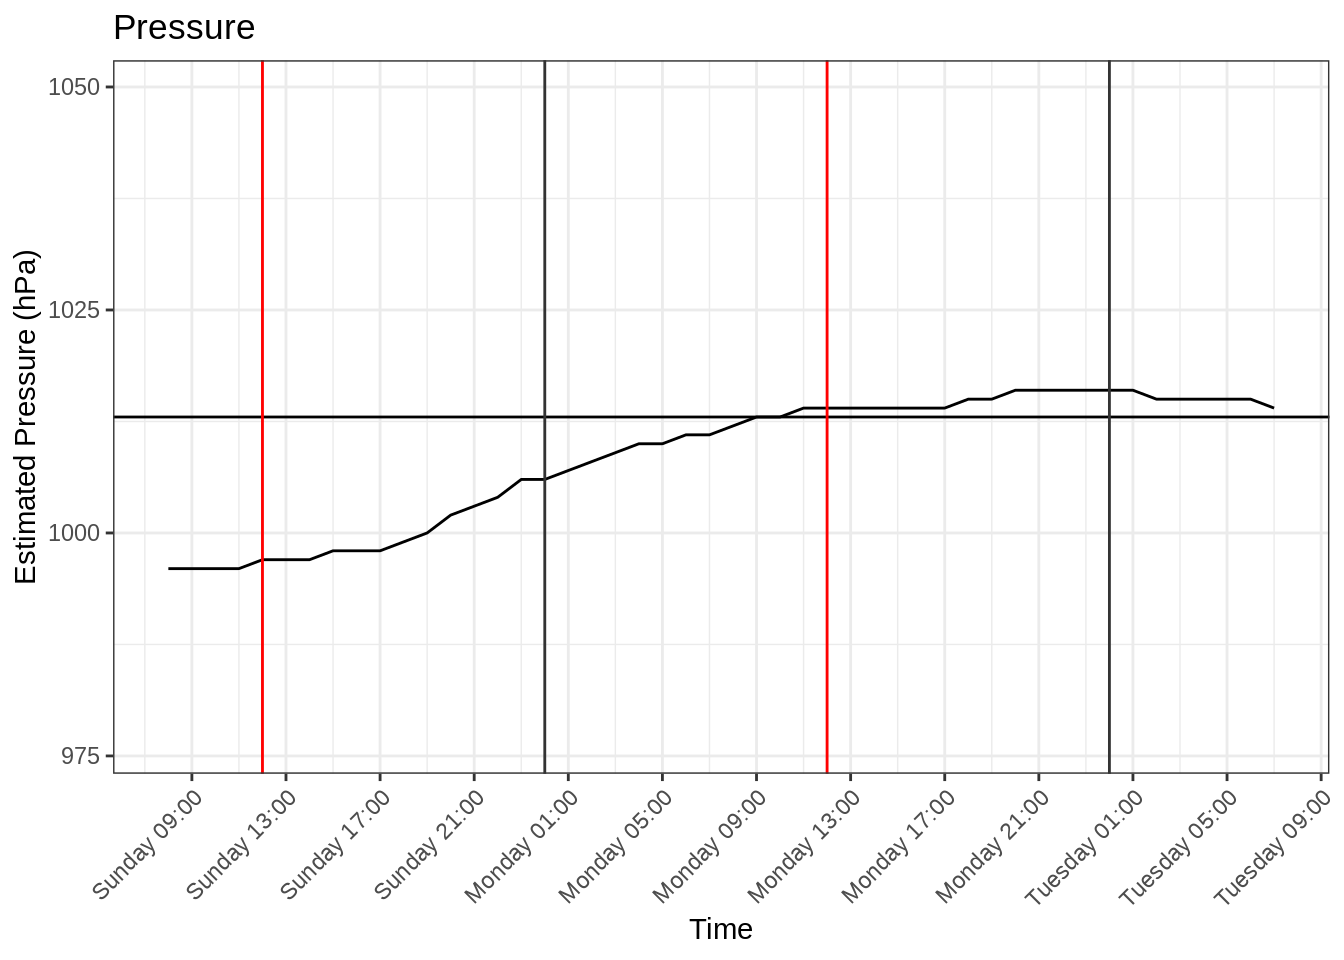 Pressure
Estimated Pressure (hPa)
1050
1025
1000
975
Sunday 09:00
Sunday 13:00
Sunday 17:00
Sunday 21:00
Monday 01:00
Monday 05:00
Monday 09:00
Monday 13:00
Monday 17:00
Monday 21:00
Tuesday 01:00
Tuesday 05:00
Tuesday 09:00
Time